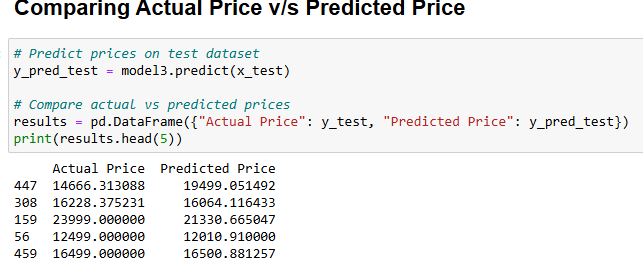 Comparing Actual Price v/s Predicted Price
# Predict prices on test dataset
y_pred_test = model3.predict(x_test)
# Compare actual vs predicted prices
results = pd.DataFrame({"Actual Price": y_test, "Predicted Price": y_pred_test})
print(results.head(5))
Actual Price Predicted Price
447 14666.313088 19499.051492
308 16228.375231 16064.116433
159 23999.000000 21330.665047
56 12499.000000 12010.910000
459 16499.000000 16500.881257